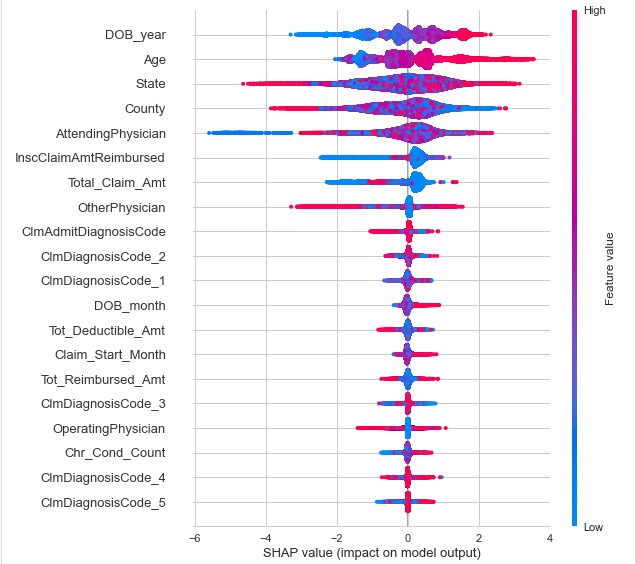 High
DOB_year
Age
State
County
AttendingPhysician
InscClaimAmtReimbursed
Total_Claim_Amt
OtherPhysician
ClmAdmitDiagnosisCode
ClmDiagnosisCode_2
ClmDiagnosisCode_1
DOB_month
Tot_Deductible_Amt
Claim_Start_Month
Tot_Reimbursed_Amt
ClmDiagnosisCode_3
OperatingPhysician
Chr_Cond_Count
ClmDiagnosisCode_4
ClmDiagnosisCode_5
Feature value
Low
−6 −4 −2 0 2 4
SHAP value (impact on model output)